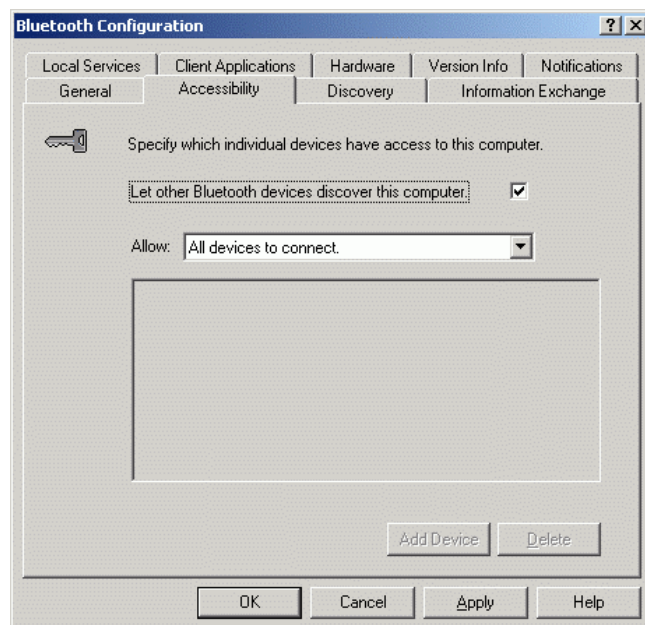 Bluetooth Configuration
Local Services Client Applications Hardware Version Info Notifications
General Accessibility Discovery Information Exchange
Specify which individual devices have access to this computer.
Let other Bluetooth devices discover this computer.
Allow: All devices to connect.
Add Device Delete
OK Cancel Apply Help